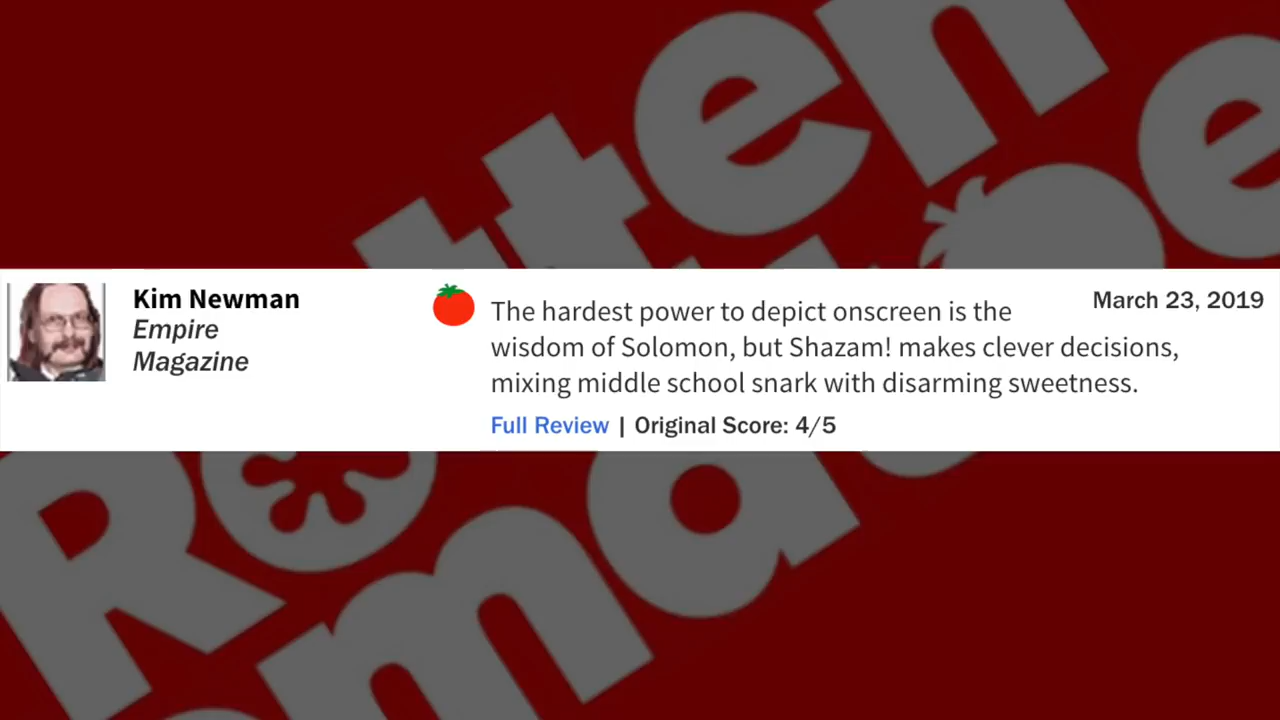 Rotten
Kim Newman
Empire
Magazine
The hardest power to depict onscreen is the
wisdom of Solomon, but Shazam! makes clever decisions,
mixing middle school snark with disarming sweetness.
Full Review | Original Score: 4/5
March 23, 2019